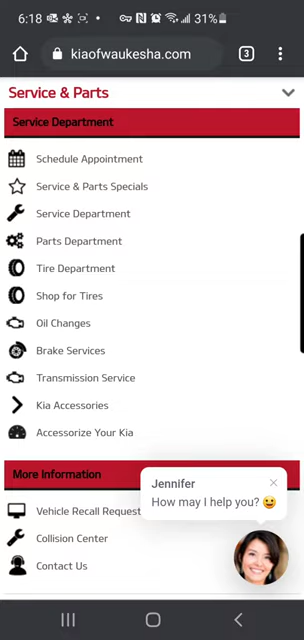 6:18 31%
kiaofwaukesha.com 3
Service & Parts
Service Department
Schedule Appointment
Service & Parts Specials
Service Department
Parts Department
Tire Department
Shop for Tires
Oil Changes
Brake Services
Transmission Service
Kia Accessories
Accessorize Your Kia
More Information
Jennifer
How may I help you? 😀
Vehicle Recall Request
Collision Center
Contact Us